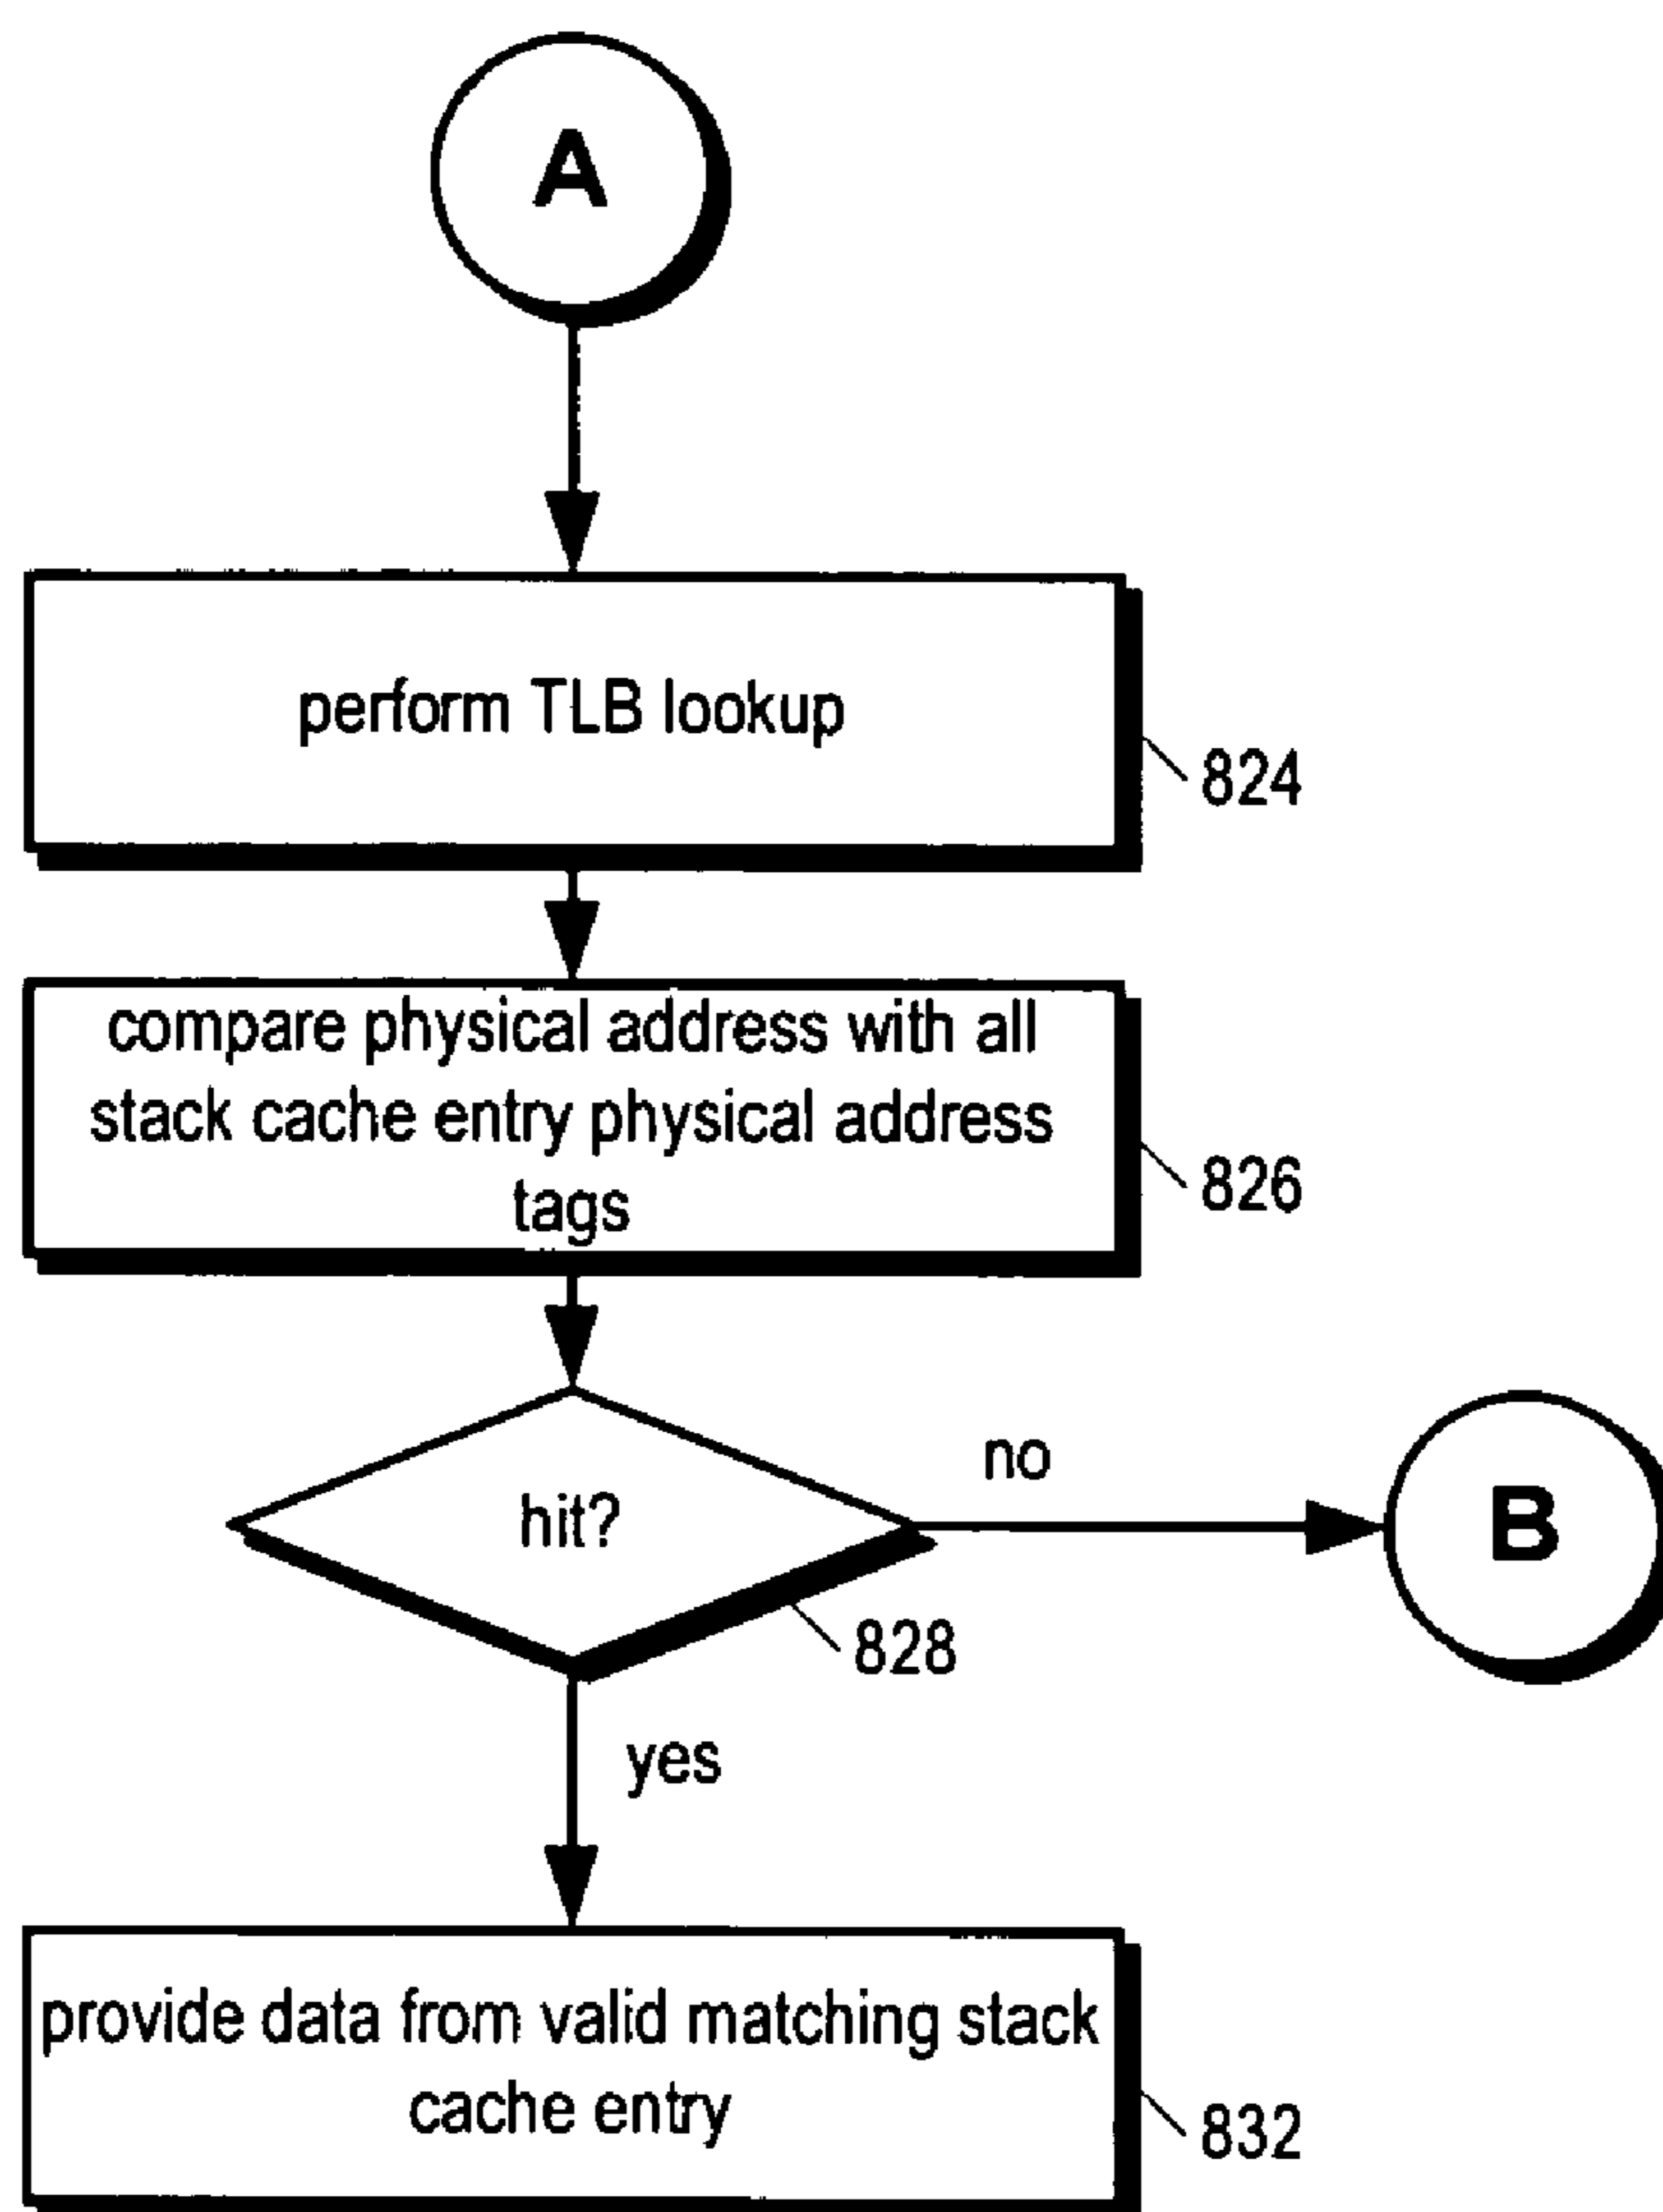 A
perform TLB lookup
824
compare physical address with all
stack cache entry physical address
tags
826
hit?
no
B
828
yes
provide data from valid matching stack
cache entry
832